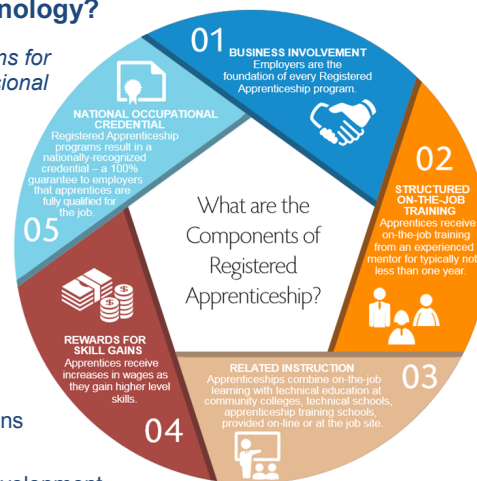 nology?
ns for
sional
01
BUSINESS INVOLVEMENT
Employers are the
foundation of every Registered
Apprenticeship program.
02
STRUCTURED
ON-THE-JOB
TRAINING
Apprentices receive
on-the-job training
from an experienced
mentor for typically not
less than one year.
03
RELATED INSTRUCTION
Apprenticeships combine on-the-job
learning with technical education at
community colleges, technical schools,
apprenticeship training schools,
provided on-line or at the job site.
04
REWARDS FOR
SKILL GAINS
Apprentices receive
increases in wages as
they gain higher level
skills.
05
NATIONAL OCCUPATIONAL
CREDENTIAL
Registered Apprenticeship
programs result in a
nationally-recognized
credential – a 100%
guarantee to employers
that apprentices are
fully qualified for
the job.
What are the
Components of
Registered
Apprenticeship?
ns
velopment